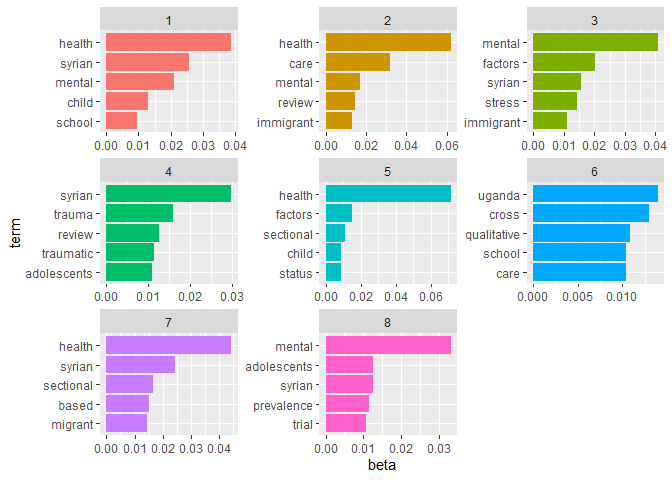 1 2 3
health health mental
syrian care factors
mental mental syrian
child review stress
school immigrant immigrant
0.00 0.01 0.02 0.03 0.04 0.00 0.02 0.04 0.06 0.00 0.01 0.02 0.03 0.04
4 5 6
syrian health uganda
trauma factors cross
review sectional qualitative
traumatic child school
adolescents status care
0.00 0.01 0.02 0.03 0.00 0.02 0.04 0.06 0.000 0.005 0.010
7 8
health mental
syrian adolescents
sectional syrian
based prevalence
migrant trial
0.00 0.01 0.02 0.03 0.04 0.00 0.01 0.02 0.03
term
beta